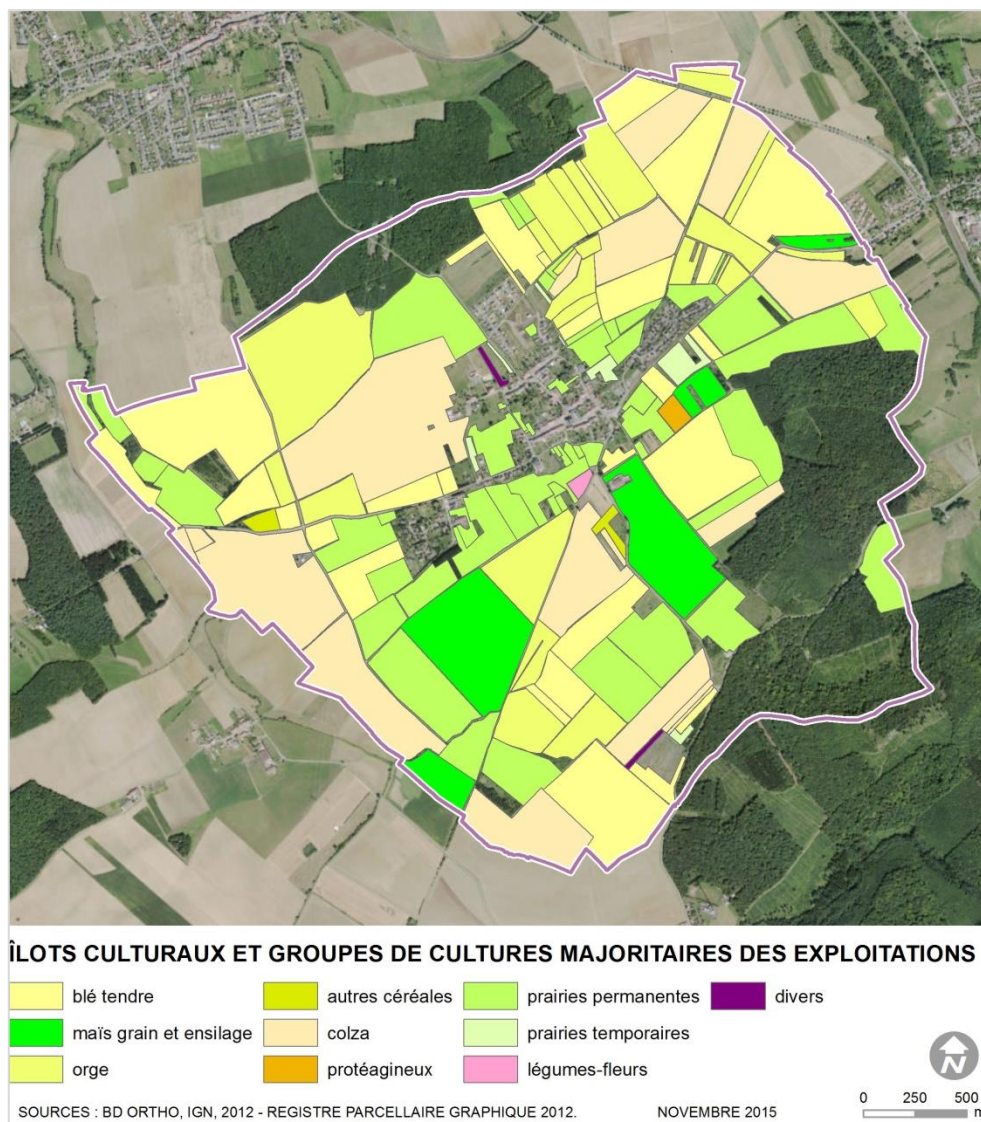 ÎLOTS CULTURAUX ET GROUPES DE CULTURES MAJORITAIRES DES EXPLOITATIONS
blé tendre
maïs grain et ensilage
orge
autres céréales
colza
protéagineux
prairies permanentes
prairies temporaires
légumes-fleurs
divers
N
SOURCES : BD ORTHO, IGN, 2012 - REGISTRE PARCELLAIRE GRAPHIQUE 2012. NOVEMBRE 2015
0 250 500
m